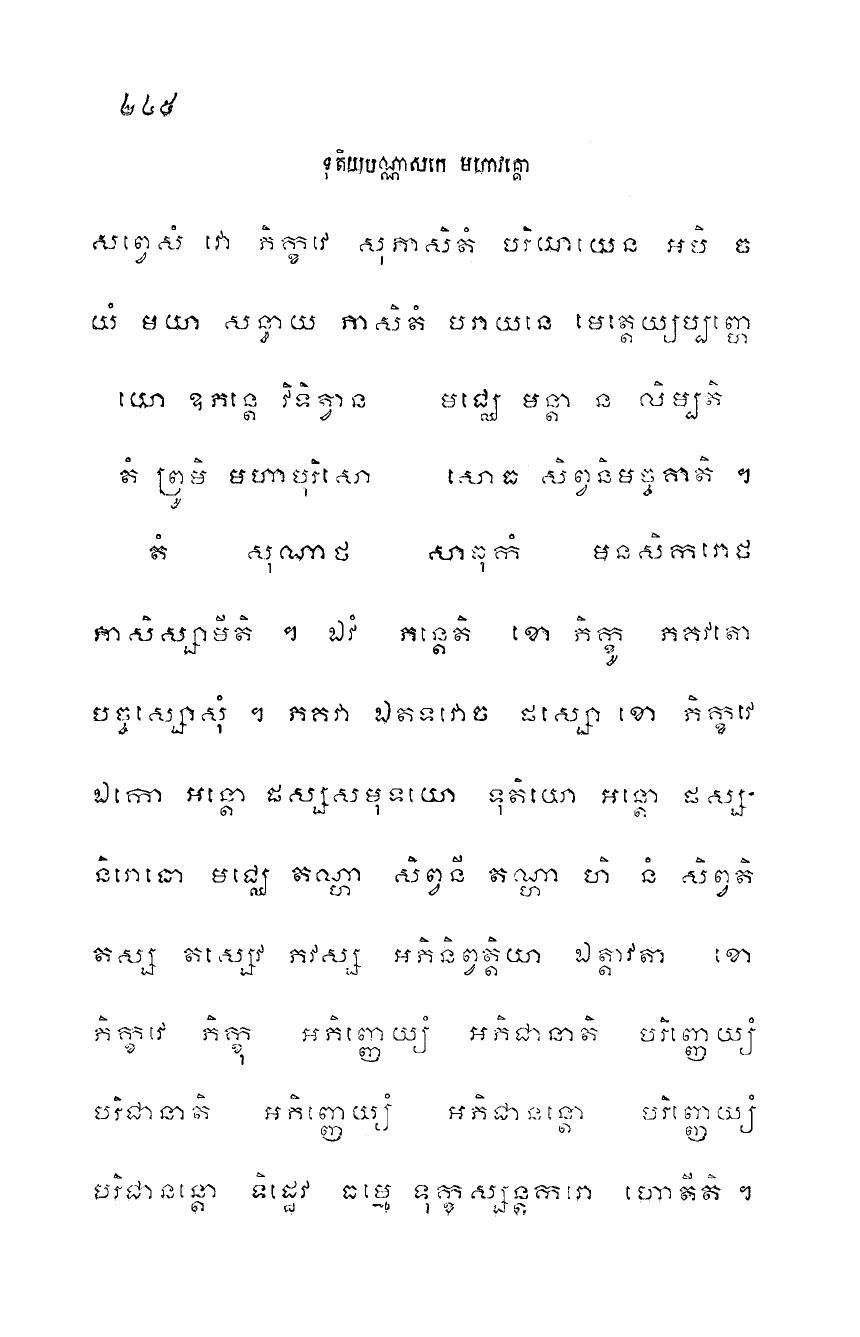 ២៤៥
ទុតិយបណ្ណាសកេ មហាវគ្គោ
សព្វេសំ វោ ភិក្ខវេ សុភាសិតំ បរិយាយេន អបិ ច
យំ មយា សន្ធាយ ភាសិតំ បរាយនេ មេត្តេយ្យប្បញ្ហេ
យោ ឧភន្តេ វិទិត្វាន មជ្ឈេ មន្តា ន លិម្បតិ
តំ ព្រូមិ មហាបុរិសោ សោធ សិព្វនិមច្ចគាតិ ។
តំ សុណាថ សាធុកំ មនសិករោថ
ភាសិស្សាមីតិ ។ ឯវំ ភន្តេតិ ខោ ភិក្ខូ ភគវតោ
បច្ចស្សោសុំ ។ ភគវា ឯតទវោច ផស្សោ ខោ ភិក្ខវេ
ឯកោ អន្តោ ផស្សសមុទយោ ទុតិយោ អន្តោ ផស្ស-
និរោធោ មជ្ឈេ តណ្ហា សិព្វនី តណ្ហា ហិ នំ សិព្វតិ
តស្ស តស្សេវ ភវស្ស អភិនិព្វត្តិយា ឯត្តាវតា ខោ
ភិក្ខវេ ភិក្ខុ អភិញ្ញេយ្យំ អភិជានាតិ បរិញ្ញេយ្យំ
បរិជានាតិ អភិញ្ញេយ្យំ អភិជានន្តោ បរិញ្ញេយ្យំ
បរិជានន្តោ ទិដ្ឋេវ ធម្មេ ទុក្ខស្សន្តករោ ហោតីតិ ។